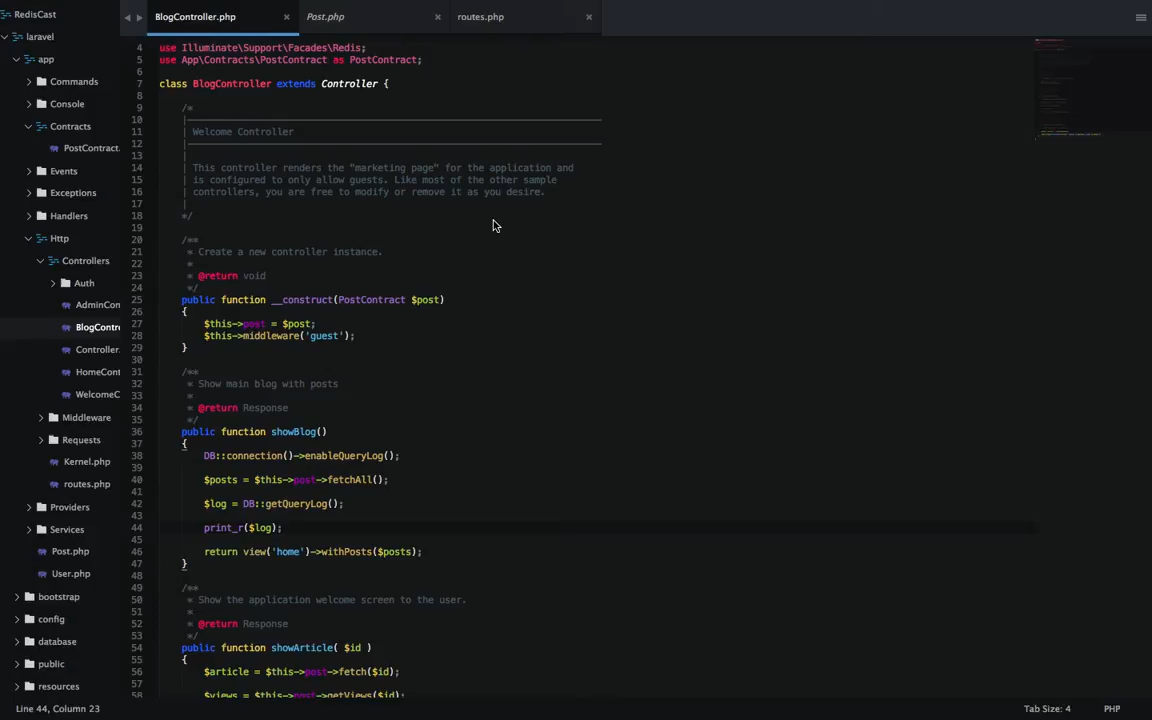 RedisCast
laravel
app
Commands
Console
Contracts
PostContract.
Events
Exceptions
Handlers
Http
Controllers
Auth
AdminCon
BlogContro
Controller.
HomeCont
WelcomeC
Middleware
Requests
Kernel.php
routes.php
Providers
Services
Post.php
User.php
bootstrap
config
database
public
resources
BlogController.php ×
Post.php ×
routes.php ×
4 use Illuminate\Support\Facades\Redis;
5 use App\Contracts\PostContract as PostContract;
6
7 class BlogController extends Controller {
8
9 /*
10 |
11 | Welcome Controller
12 |
13 |
14 | This controller renders the "marketing page" for the application and
15 | is configured to only allow guests. Like most of the other sample
16 | controllers, you are free to modify or remove it as you desire.
17 |
18 */
19
20 /**
21 * Create a new controller instance.
22 *
23 * @return void
24 */
25 public function __construct(PostContract $post)
26 {
27 $this->post = $post;
28 $this->middleware('guest');
29 }
30
31 /**
32 * Show main blog with posts
33 *
34 * @return Response
35 */
36 public function showBlog()
37 {
38 DB::connection()->enableQueryLog();
39
40 $posts = $this->post->fetchAll();
41
42 $log = DB::getQueryLog();
43
44 print_r($log);
45
46 return view('home')->withPosts($posts);
47 }
48
49 /**
50 * Show the application welcome screen to the user.
51 *
52 * @return Response
53 */
54 public function showArticle( $id )
55 {
56 $article = $this->post->fetch($id);
57
58 $views = $this->post->getViews($id);
Line 44, Column 23
Tab Size: 4
PHP